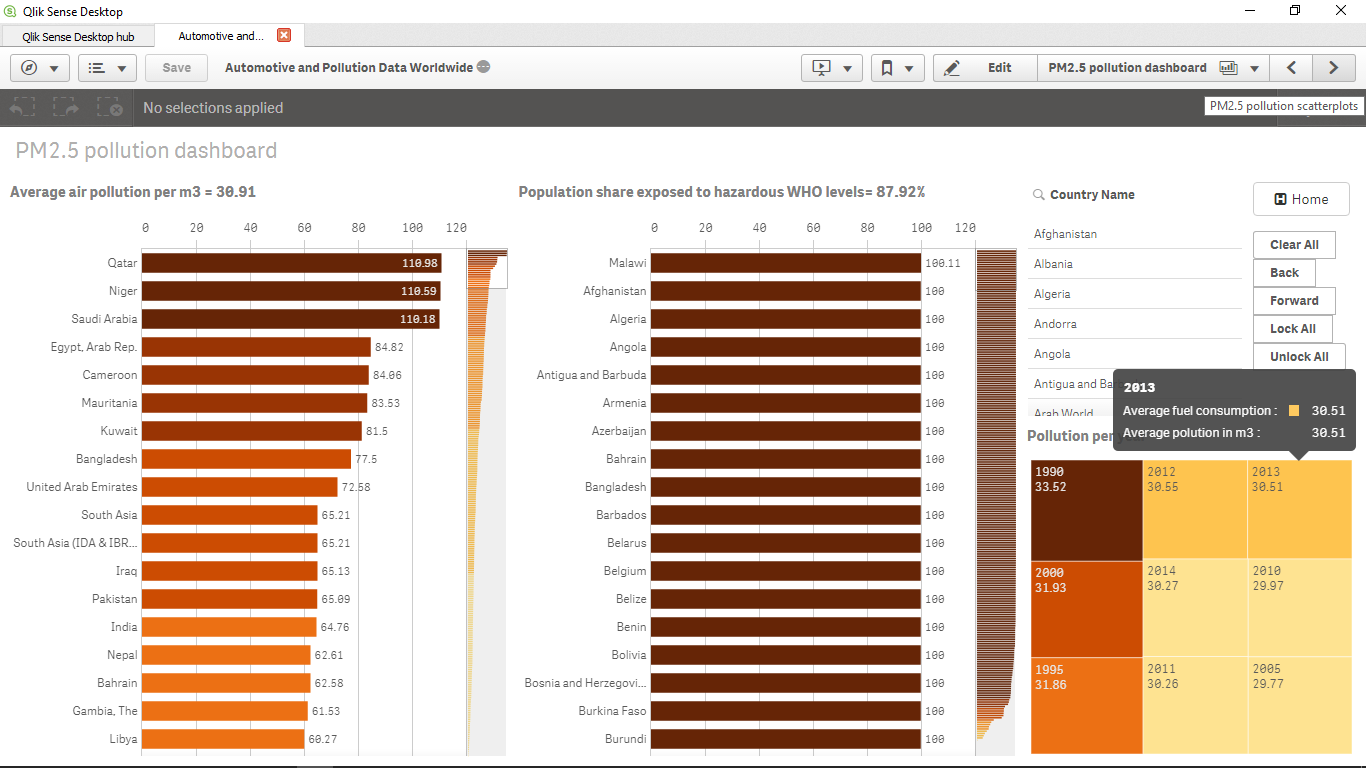 Qlik Sense Desktop
Qlik Sense Desktop hub
Automotive and...
Save
Automotive and Pollution Data Worldwide
Edit
PM2.5 pollution dashboard
No selections applied
PM2.5 pollution scatterplots
PM2.5 pollution dashboard
Average air pollution per m3 = 30.91
0 20 40 60 80 100 120
Qatar 110.98
Niger 110.59
Saudi Arabia 110.18
Egypt, Arab Rep. 84.82
Cameroon 84.06
Mauritania 83.53
Kuwait 81.5
Bangladesh 77.5
United Arab Emirates 72.58
South Asia 65.21
South Asia (IDA & IBR... 65.21
Iraq 65.13
Pakistan 65.09
India 64.76
Nepal 62.61
Bahrain 62.58
Gambia, The 61.53
Libya 60.27
Population share exposed to hazardous WHO levels= 87.92%
0 20 40 60 80 100 120
Malawi 100.11
Afghanistan 100
Algeria 100
Angola 100
Antigua and Barbuda 100
Armenia 100
Azerbaijan 100
Bahrain 100
Bangladesh 100
Barbados 100
Belarus 100
Belgium 100
Belize 100
Benin 100
Bolivia 100
Bosnia and Herzegovi... 100
Burkina Faso 100
Burundi 100
Country Name
Afghanistan
Albania
Algeria
Andorra
Angola
Antigua and Ba
Arab World
Home
Clear All
Back
Forward
Lock All
Unlock All
2013
Average fuel consumption : 30.51
Average polution in m3 : 30.51
Pollution per ye
1990
33.52
2012
30.55
2013
30.51
2000
31.93
2014
30.27
2010
29.97
1995
31.86
2011
30.26
2005
29.77